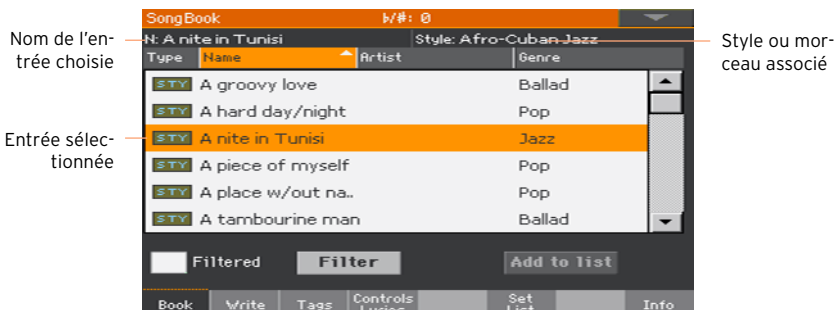 SongBook ♭/#: 0
Nom de l'en-
trée choisie
N: A nite in Tunisi Style: Afro-Cuban Jazz
Style ou mor-
ceau associé
Type Name Artist Genre
STY A groovy love Ballad
STY A hard day/night Pop
Entrée sélec-
tionnée
STY A nite in Tunisi Jazz
STY A piece of myself Pop
STY A place w/out na.. Pop
STY A tambourine man Ballad
Filtered Filter Add to list
Book Write Tags Controls Set Info
Lyrics List